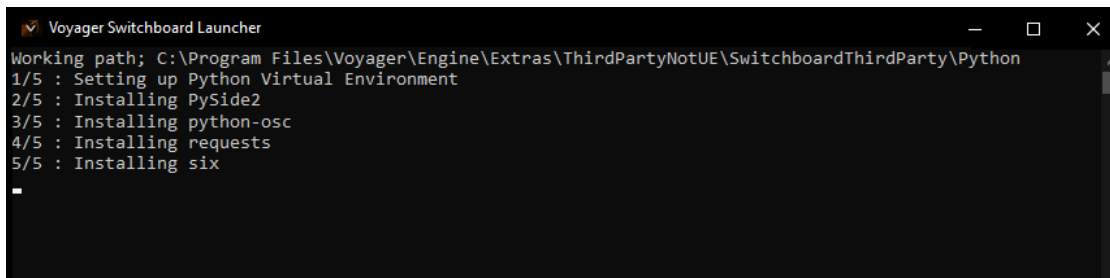 Voyager Switchboard Launcher
Working path; C:\Program Files\Voyager\Engine\Extras\ThirdPartyNotUE\SwitchboardThirdParty\Python
1/5 : Setting up Python Virtual Environment
2/5 : Installing PySide2
3/5 : Installing python-osc
4/5 : Installing requests
5/5 : Installing six